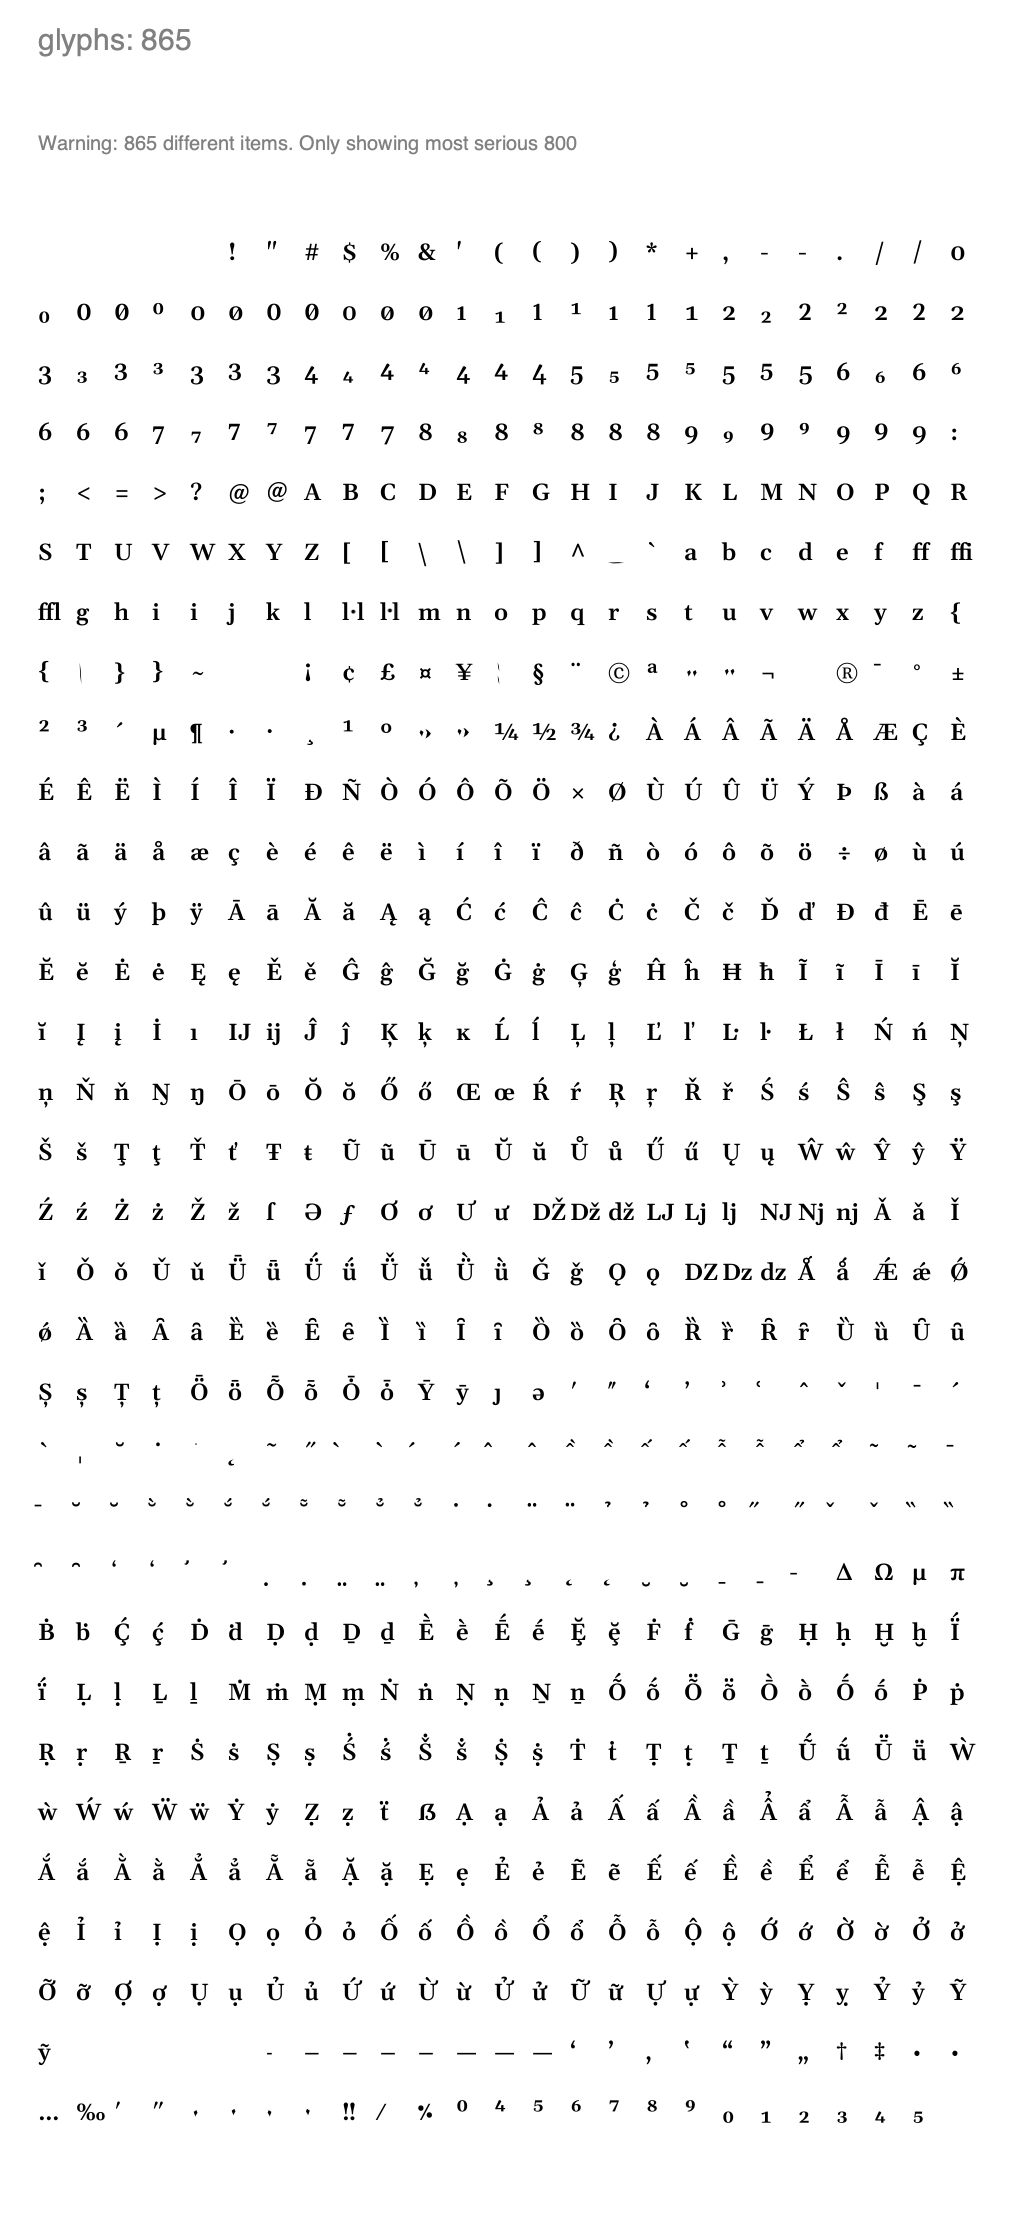 glyphs: 865
Warning: 865 different items. Only showing most serious 800
! " # $ % & ' ( ( ) ) * + , - - . / / 0
₀ 0 0 ⁰ 0 0 0 0 0 0 0 1 ₁ 1 ¹ 1 1 1 2 ₂ 2 ² 2 2 2
3 ₃ 3 ³ 3 3 3 4 ₄ 4 ⁴ 4 4 4 5 ₅ 5 ⁵ 5 5 5 6 ₆ 6 ⁶
6 6 6 7 ₇ 7 ⁷ 7 7 7 8 ₈ 8 ⁸ 8 8 8 9 ₉ 9 ⁹ 9 9 9 :
; < = > ? @ @ A B C D E F G H I J K L M N O P Q R
S T U V W X Y Z [ [ \ \ ] ] ^ _ ` a b c d e f ff ffi
ffl g h i i j k l l·l l·l m n o p q r s t u v w x y z {
{ | } } ~ ¡ ¢ £ ¤ ¥ ¦ § ¨ © ª ¬ ® ¯ ° ±
² ³ ´ µ ¶ · · ¸ ¹ º ¼ ½ ¾ ¿ À Á Â Ã Ä Å Æ Ç È
É Ê Ë Ì Í Î Ï Ð Ñ Ò Ó Ô Õ Ö × Ø Ù Ú Û Ü Ý Þ ß à á
â ã ä å æ ç è é ê ë ì í î ï ð ñ ò ó ô õ ö ÷ ø ù ú
û ü ý þ ÿ Ā ā Ă ă Ą ą Ć ć Ĉ ĉ Ċ ċ Č č Ď ď Đ đ Ē ē
Ĕ ĕ Ė ė Ę ę Ě ě Ĝ ĝ Ğ ğ Ġ ġ Ģ ģ Ĥ ĥ Ħ ħ Ĩ ĩ Ī ī Ĭ
ĭ Į į İ ı IJ ij Ĵ ĵ Ķ ķ ĸ Ĺ ĺ Ļ ļ Ľ ľ Ŀ ŀ Ł ł Ń ń Ņ
ņ Ň ň Ŋ ŋ Ō ō Ŏ ŏ Ő ő Œ œ Ŕ ŕ Ŗ ŗ Ř ř Ś ś Ŝ ŝ Ş ş
Š š Ţ ţ Ť ť Ŧ ŧ Ũ ũ Ū ū Ŭ ŭ Ů ů Ű ű Ų ų Ŵ ŵ Ŷ ŷ Ÿ
Ź ź Ż ż Ž ž ſ Ə ƒ Ơ ơ Ư ư DŽ Dž dž LJ Lj lj NJ Nj nj Ǎ ǎ Ǐ
ǐ Ǒ ǒ Ǔ ǔ Ǖ ǖ Ǘ ǘ Ǚ ǚ Ǜ ǜ Ǧ ǧ Ǫ ǫ DZ Dz dz Ǻ ǻ Ǽ ǽ Ǿ
ǿ Ȁ ȁ Ȃ ȃ Ȅ ȅ Ȇ ȇ Ȉ ȉ Ȋ ȋ Ȍ ȍ Ȏ ȏ Ȑ ȑ Ȓ ȓ Ȕ ȕ Ȗ ȗ
Ș ș Ț ț Ȫ ȫ Ȭ ȭ Ȱ ȱ Ȳ ȳ ȷ ə ʹ ʺ ʻ ʼ ʾ ʿ ˆ ˇ ˈ ˉ ˊ
Δ Ω μ π
Ḃ ḃ Ḉ ḉ Ḋ ḋ Ḍ ḍ Ḏ ḏ Ḕ ḕ Ḗ ḗ Ḝ ḝ Ḟ ḟ Ḡ ḡ Ḥ ḥ Ḫ ḫ Ḯ
ḯ Ḷ ḷ Ḻ ḻ Ṁ ṁ Ṃ ṃ Ṅ ṅ Ṇ ṇ Ṉ ṉ Ṍ ṍ Ṏ ṏ Ṑ ṑ Ṓ ṓ Ṗ ṗ
Ṛ ṛ Ṟ ṟ Ṡ ṡ Ṣ ṣ Ṥ ṥ Ṧ ṧ Ṩ ṩ Ṫ ṫ Ṭ ṭ Ṯ ṯ Ṹ ṹ Ṻ ṻ Ẁ
ẁ Ẃ ẃ Ẅ ẅ Ẏ ẏ Ẓ ẓ ẗ ẞ Ạ ạ Ả ả Ấ ấ Ầ ầ Ẩ ẩ Ẫ ẫ Ậ ậ
Ắ ắ Ằ ằ Ẳ ẳ Ẵ ẵ Ặ ặ Ẹ ẹ Ẻ ẻ Ẽ ẽ Ế ế Ề ề Ể ể Ễ ễ Ệ
ệ Ỉ ỉ Ị ị Ọ ọ Ỏ ỏ Ố ố Ồ ồ Ổ ổ Ỗ ỗ Ộ ộ Ớ ớ Ờ ờ Ở ở
Ỡ ỡ Ợ ợ Ụ ụ Ủ ủ Ứ ứ Ừ ừ Ử ử Ữ ữ Ự ự Ỳ ỳ Ỵ ỵ Ỷ ỷ Ỹ
ỹ - – – – – — — — ‘ ’ ‚ ‛ “ ” „ † ‡ • •
… ‰ ′ ″ ‼ ⁄ ⁒ ⁰ ⁴ ⁵ ⁶ ⁷ ⁸ ⁹ ₀ ₁ ₂ ₃ ₄ ₅